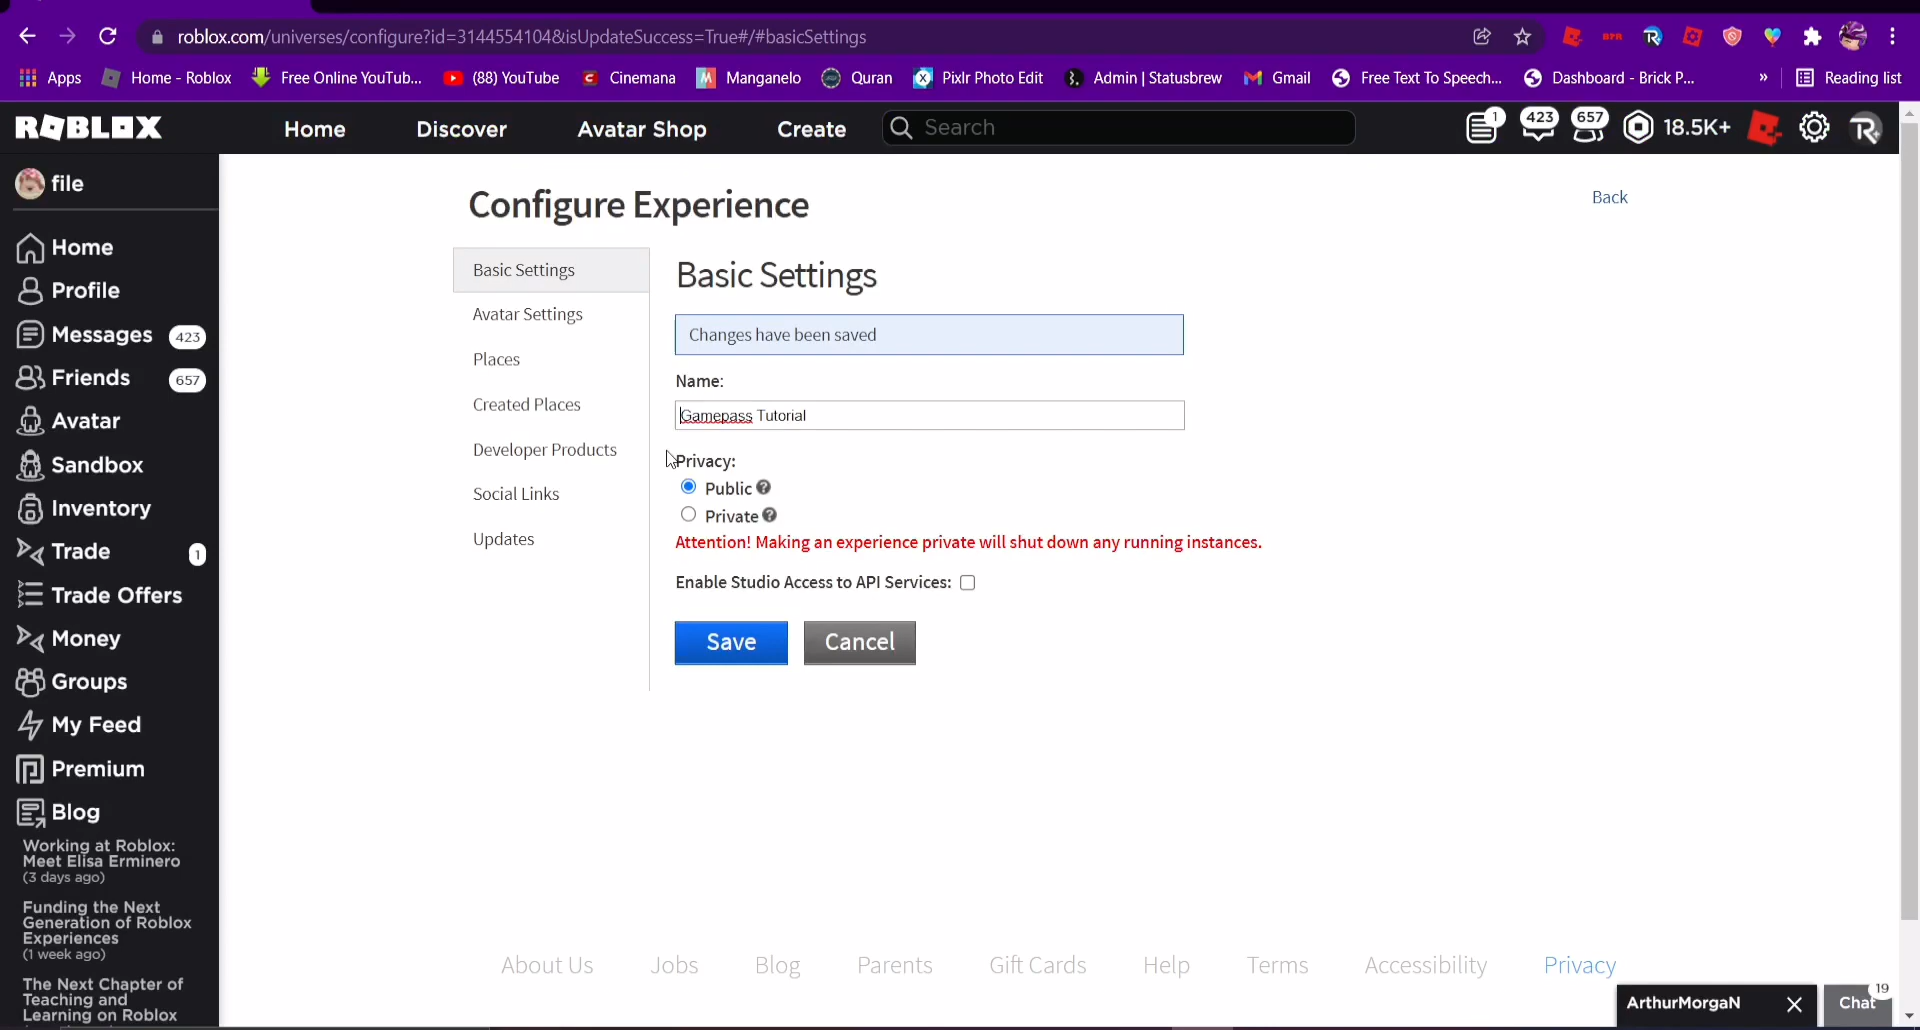 roblox.com/universes/configure?id=3144554104&isUpdateSuccess=True#/#basicSettings
Apps Home - Roblox Free Online YouTub... (88) YouTube Cinemana Manganelo Quran Pixlr Photo Edit Admin | Statusbrew Gmail Free Text To Speech... Dashboard - Brick P... » Reading list
ROBLOX Home Discover Avatar Shop Create Search 1 423 657 18.5K+
file
Home
Profile
Messages 423
Friends 657
Avatar
Sandbox
Inventory
Trade 1
Trade Offers
Money
Groups
My Feed
Premium
Blog
Working at Roblox:
Meet Elisa Erminero
(3 days ago)
Funding the Next
Generation of Roblox
Experiences
(1 week ago)
The Next Chapter of
Teaching and
Learning on Roblox
Configure Experience
Back
Basic Settings
Avatar Settings
Places
Created Places
Developer Products
Social Links
Updates
Basic Settings
Changes have been saved
Name:
Gamepass Tutorial
Privacy:
Public
Private
Attention! Making an experience private will shut down any running instances.
Enable Studio Access to API Services:
Save Cancel
About Us Jobs Blog Parents Gift Cards Help Terms Accessibility Privacy
ArthurMorgaN
Chat 19